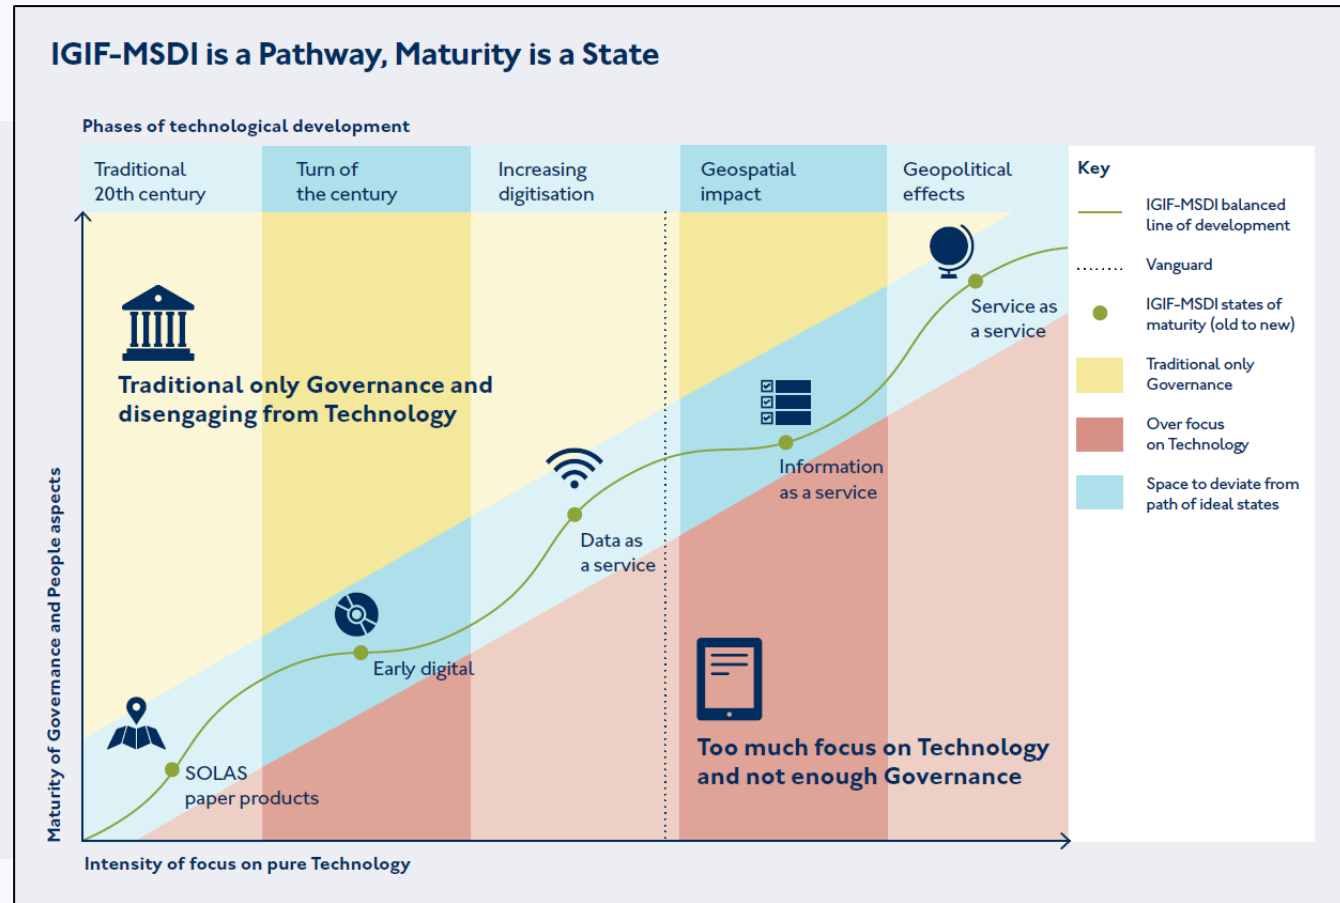 IGIF-MSDI is a Pathway, Maturity is a State
Phases of technological development
Traditional
20th century
Turn of
the century
Increasing
digitisation
Geospatial
impact
Geopolitical
effects
Key
IGIF-MSDI balanced
line of development
Vanguard
IGIF-MSDI states of
maturity (old to new)
Traditional only
Governance
Over focus
on Technology
Space to deviate from
path of ideal states
Traditional only Governance and
disengaging from Technology
Service as
a service
Information
as a service
Data as
a service
Early digital
SOLAS
paper products
Too much focus on Technology
and not enough Governance
Maturity of Governance and People aspects
Intensity of focus on pure Technology